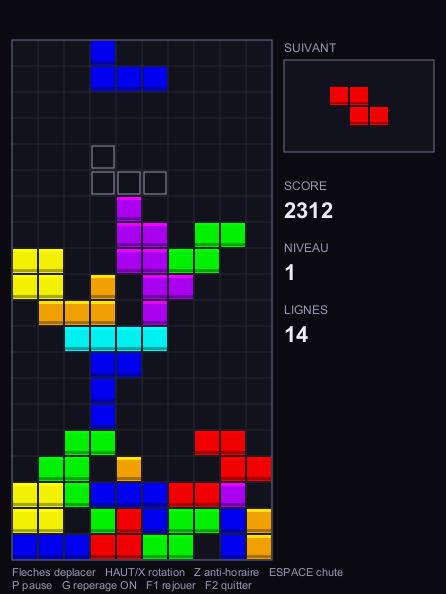 SUIVANT
SCORE
2312
NIVEAU
1
LIGNES
14
Fleches deplacer   HAUT/X rotation   Z anti-horaire   ESPACE chute
P pause   G reperage ON   F1 rejouer   F2 quitter